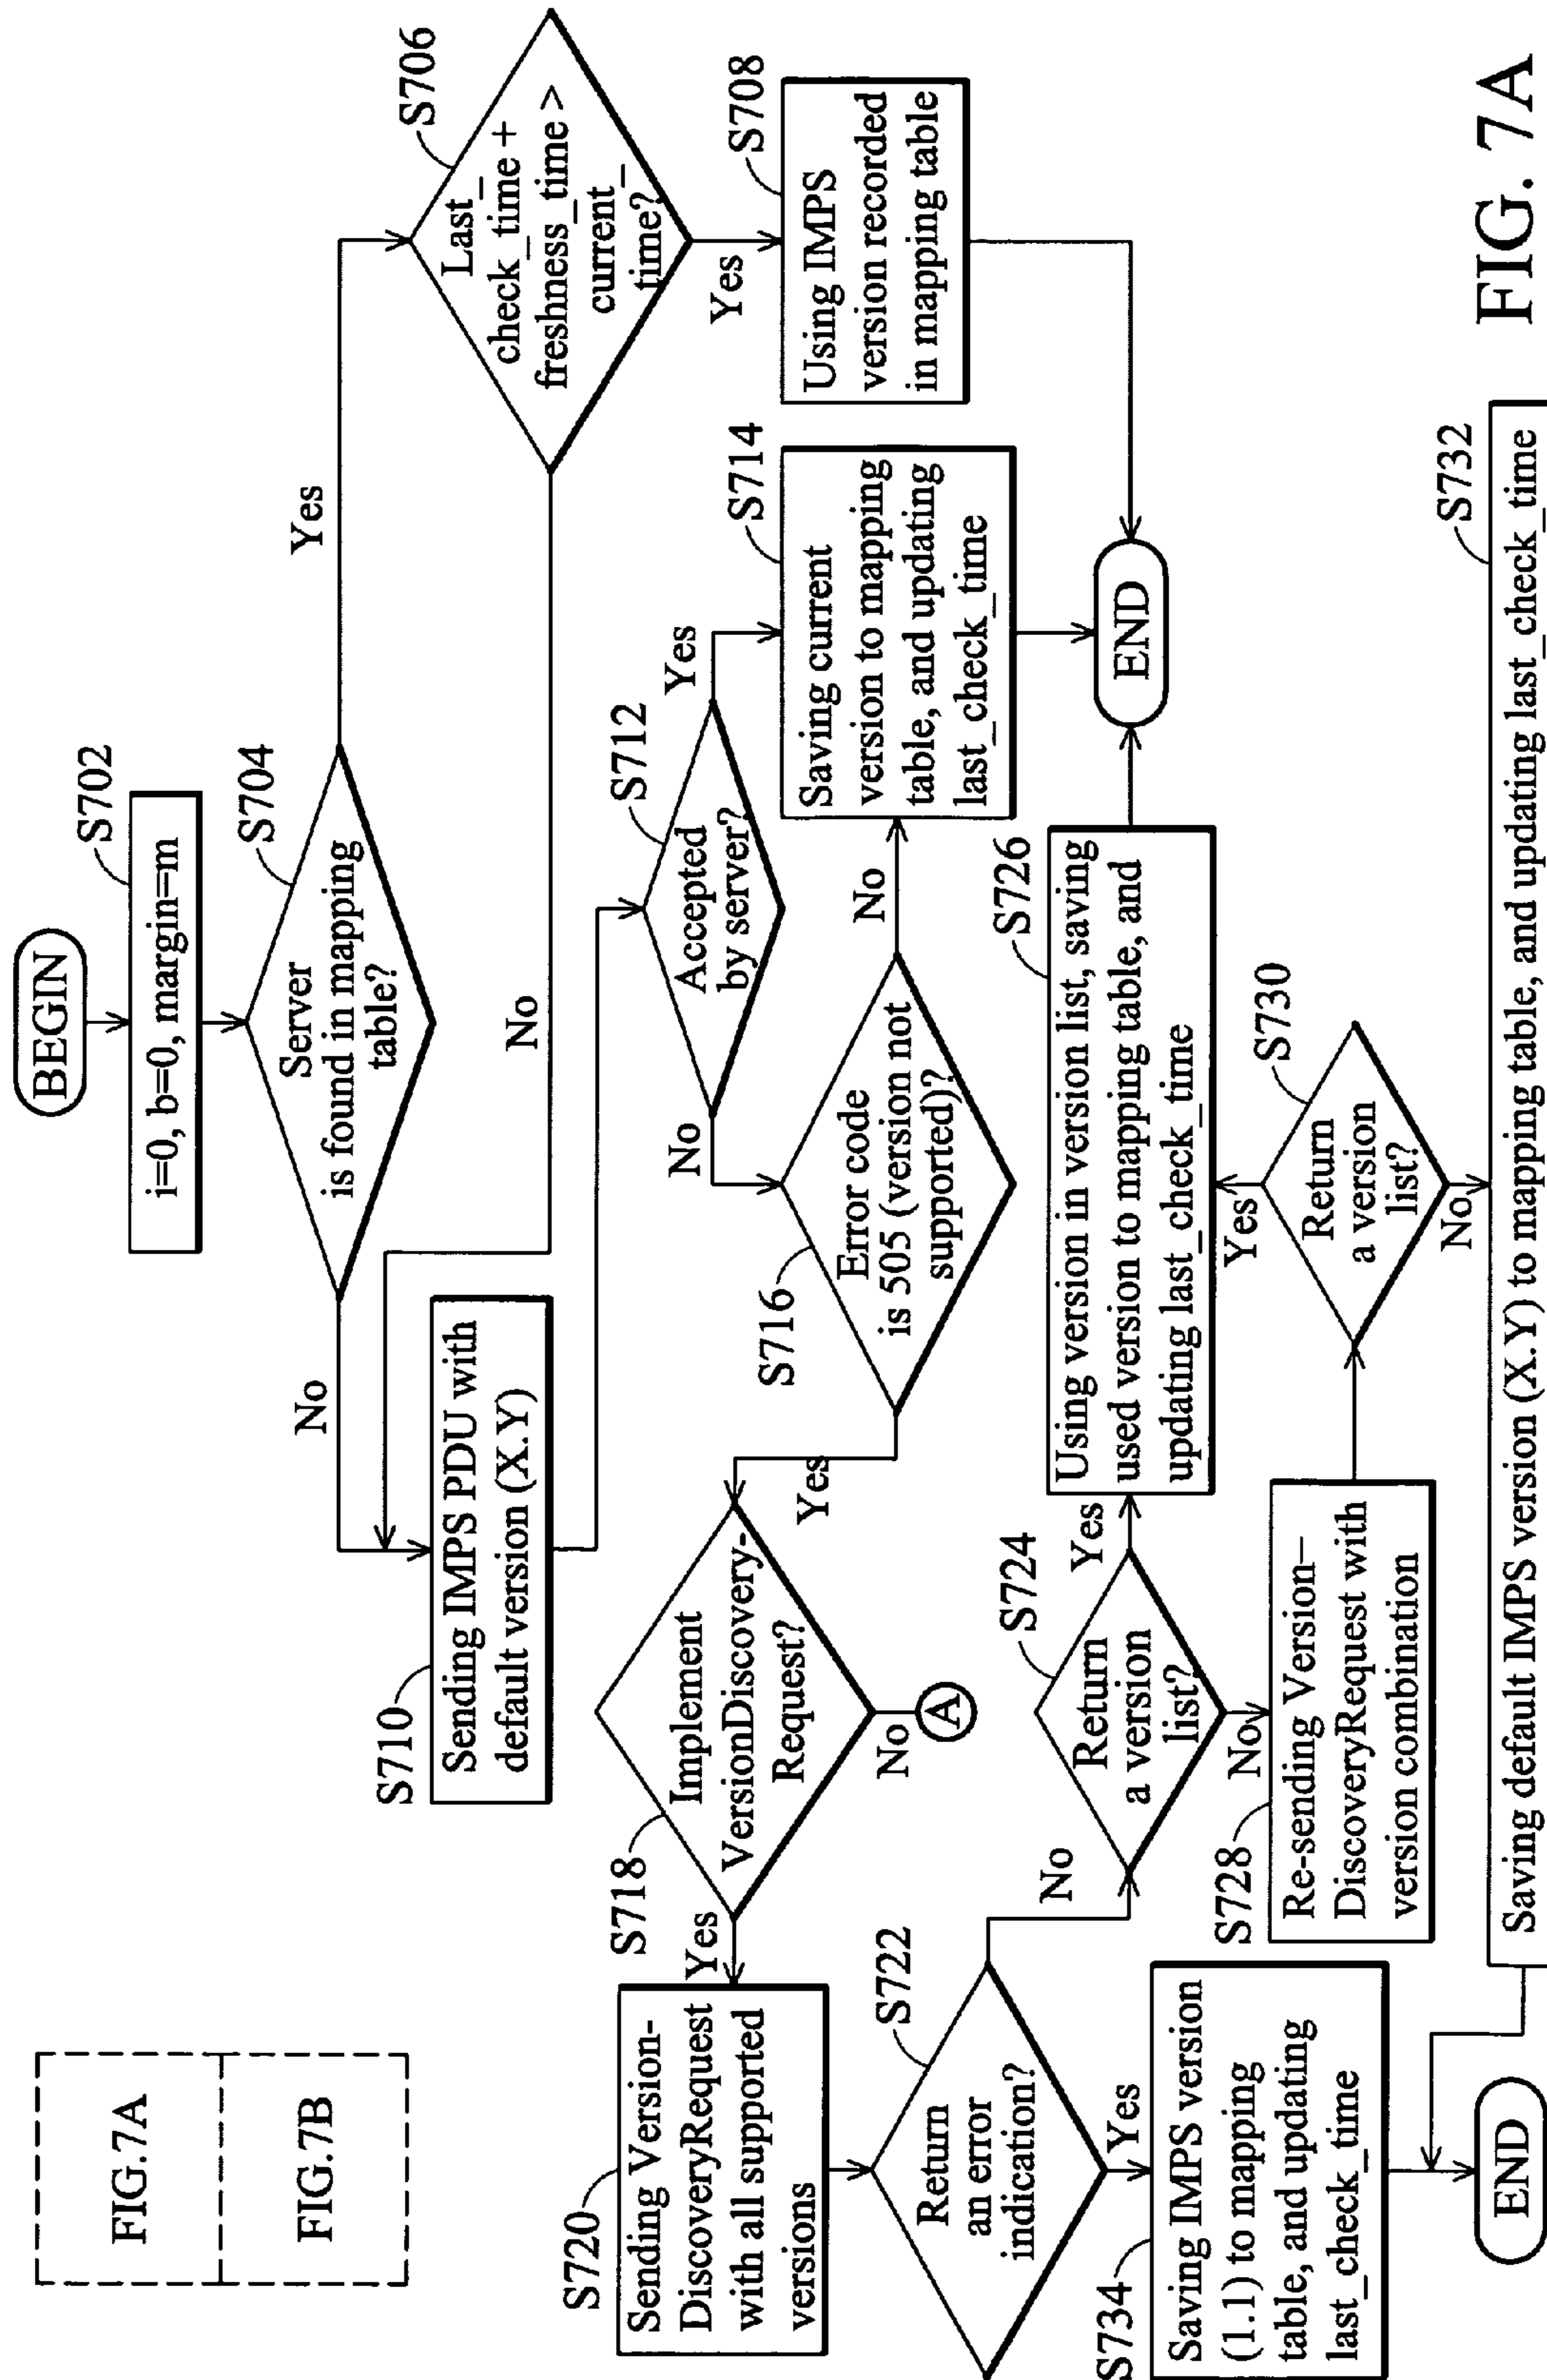 FIG.7A
FIG.7B
BEGIN
S702
i=0, b=0, margin=m
S704
Server
is found in mapping
table?
Yes
No
S706
Last_
check_time +
freshness_time >
current_
time?
No
Yes
S708
Using IMPS
version recorded
in mapping table
S710
Sending IMPS PDU with
default version (X.Y)
S712
Accepted
by server?
Yes
No
S714
Saving current
version to mapping
table, and updating
last_check_time
S716
Error code
is 505 (version not
supported)?
No
Yes
S718
Implement
VersionDiscovery-
Request?
Yes
No
A
S720
Sending Version-
DiscoveryRequest
with all supported
versions
S722
Return
an error
indication?
No
Yes
S724
Return
a version
list?
Yes
No
S726
Using version in version list, saving
used version to mapping table, and
updating last_check_time
END
S728
Re-sending Version-
DiscoveryRequest with
version combination
S730
Return
a version
list?
Yes
No
S732
Saving default IMPS version (X.Y) to mapping table, and updating last_check_time
S734
Saving IMPS version
(1.1) to mapping
table, and updating
last_check_time
END
FIG. 7A